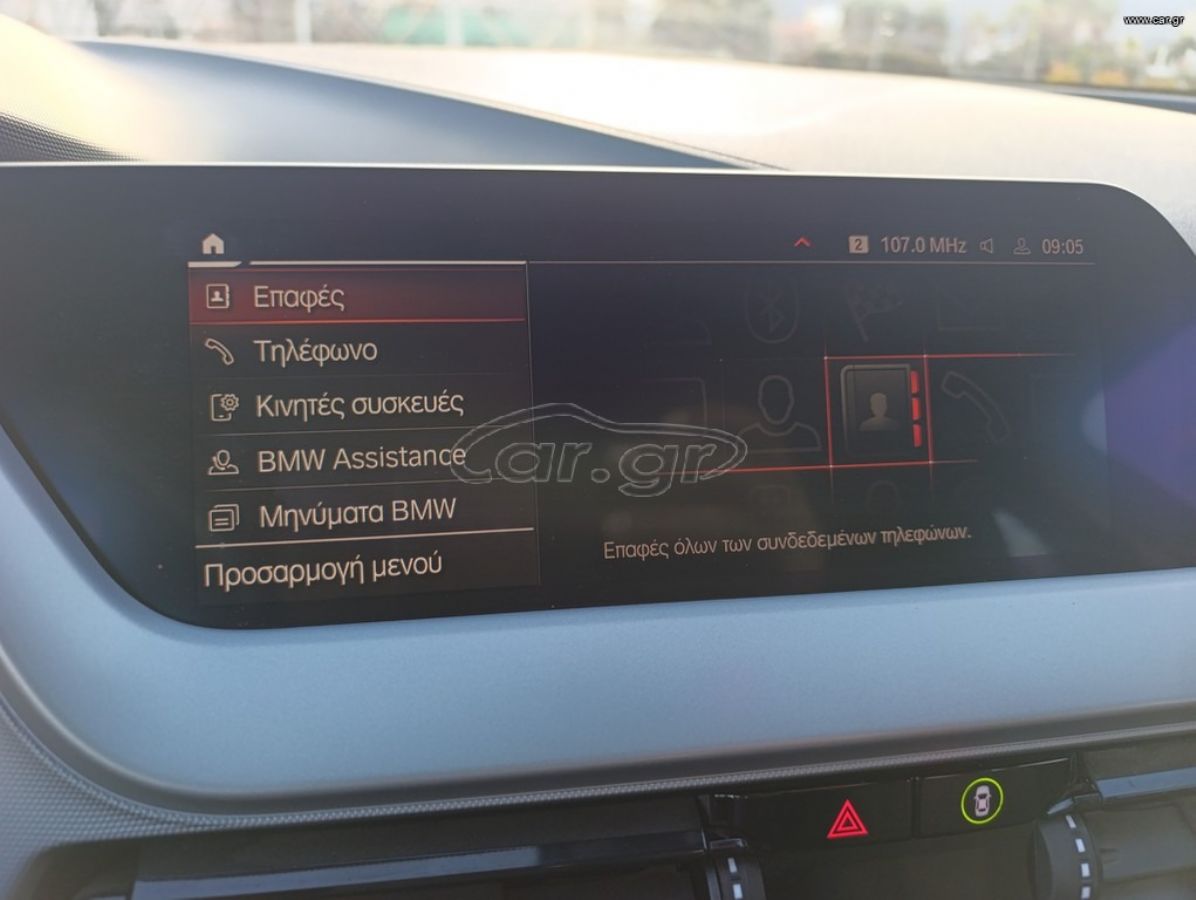 www.car.gr
2 107.0 MHz 09:05
Επαφές
Τηλέφωνο
Κινητές συσκευές
BMW Assistance
Μηνύματα BMW
Προσαρμογή μενού
car.gr
Επαφές όλων των συνδεδεμένων τηλεφώνων.